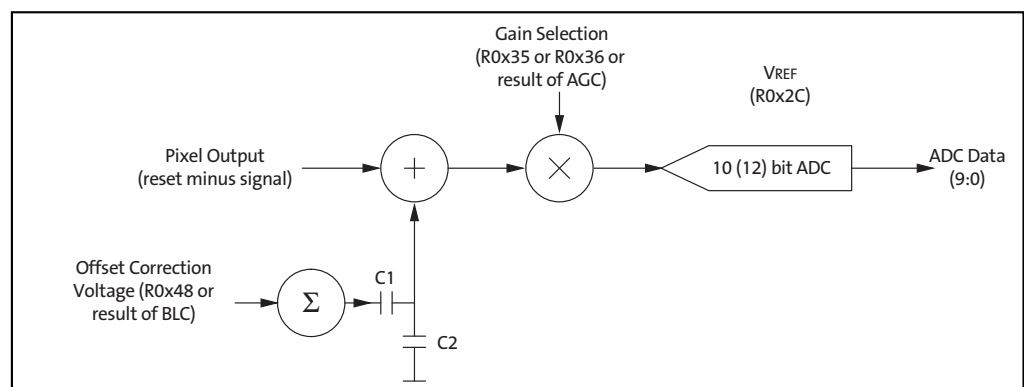 Gain Selection
(R0x35 or R0x36 or
result of AGC)
VREF
(R0x2C)
Pixel Output
(reset minus signal)
+
×
10 (12) bit ADC
ADC Data
(9:0)
Offset Correction
Voltage (R0x48 or
result of BLC)
Σ
C1
C2